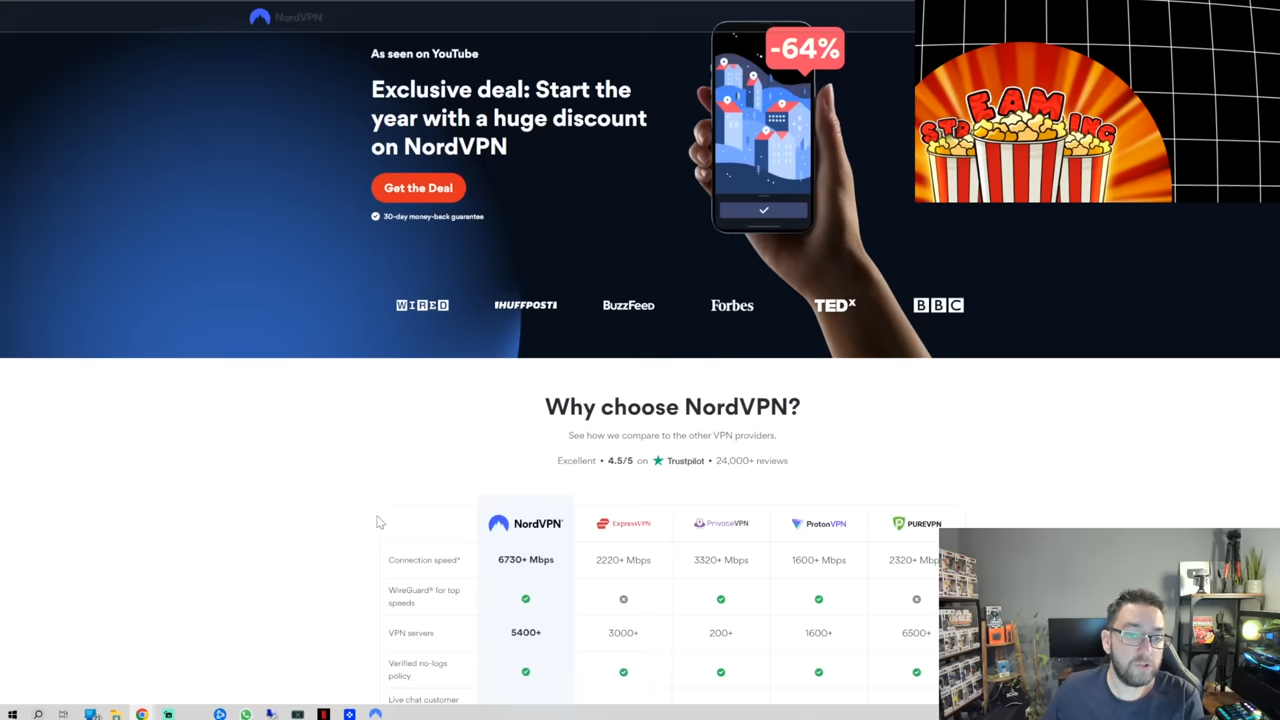 NordVPN
As seen on YouTube
Exclusive deal: Start the
year with a huge discount
on NordVPN
Get the Deal
30-day money-back guarantee
-64%
STREAMING
WIRED
HUFFPOST
BuzzFeed
Forbes
TEDx
BBC
Why choose NordVPN?
See how we compare to the other VPN providers.
Excellent • 4.5/5 on Trustpilot • 24,000+ reviews
NordVPN ExpressVPN PrivateVPN ProtonVPN PUREVPN
Connection speed* 6730+ Mbps 2220+ Mbps 3320+ Mbps 1600+ Mbps 2320+ Mbp
WireGuard® for top
speeds
VPN servers 5400+ 3000+ 200+ 1600+ 6500+
Verified no-logs
policy
Live chat customer